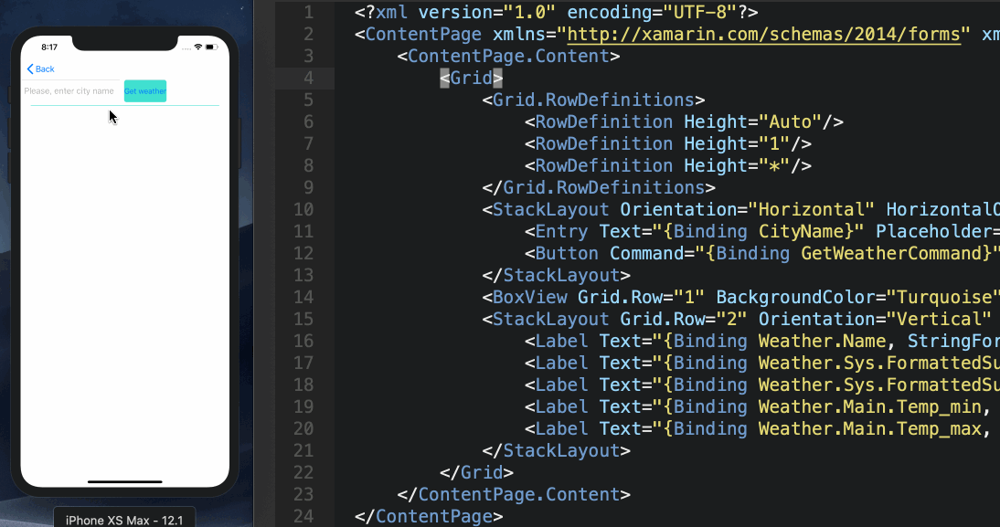 8:17
Back
Please, enter city name
Get weather
iPhone XS Max - 12.1
1 <?xml version="1.0" encoding="UTF-8"?>
2 <ContentPage xmlns="http://xamarin.com/schemas/2014/forms" xm
3 <ContentPage.Content>
4 <Grid>
5 <Grid.RowDefinitions>
6 <RowDefinition Height="Auto"/>
7 <RowDefinition Height="1"/>
8 <RowDefinition Height="*"/>
9 </Grid.RowDefinitions>
10 <StackLayout Orientation="Horizontal" HorizontalO
11 <Entry Text="{Binding CityName}" Placeholder=
12 <Button Command="{Binding GetWeatherCommand}"
13 </StackLayout>
14 <BoxView Grid.Row="1" BackgroundColor="Turquoise"
15 <StackLayout Grid.Row="2" Orientation="Vertical"
16 <Label Text="{Binding Weather.Name, StringFor
17 <Label Text="{Binding Weather.Sys.FormattedSu
18 <Label Text="{Binding Weather.Sys.FormattedSu
19 <Label Text="{Binding Weather.Main.Temp_min,
20 <Label Text="{Binding Weather.Main.Temp_max,
21 </StackLayout>
22 </Grid>
23 </ContentPage.Content>
24 </ContentPage>